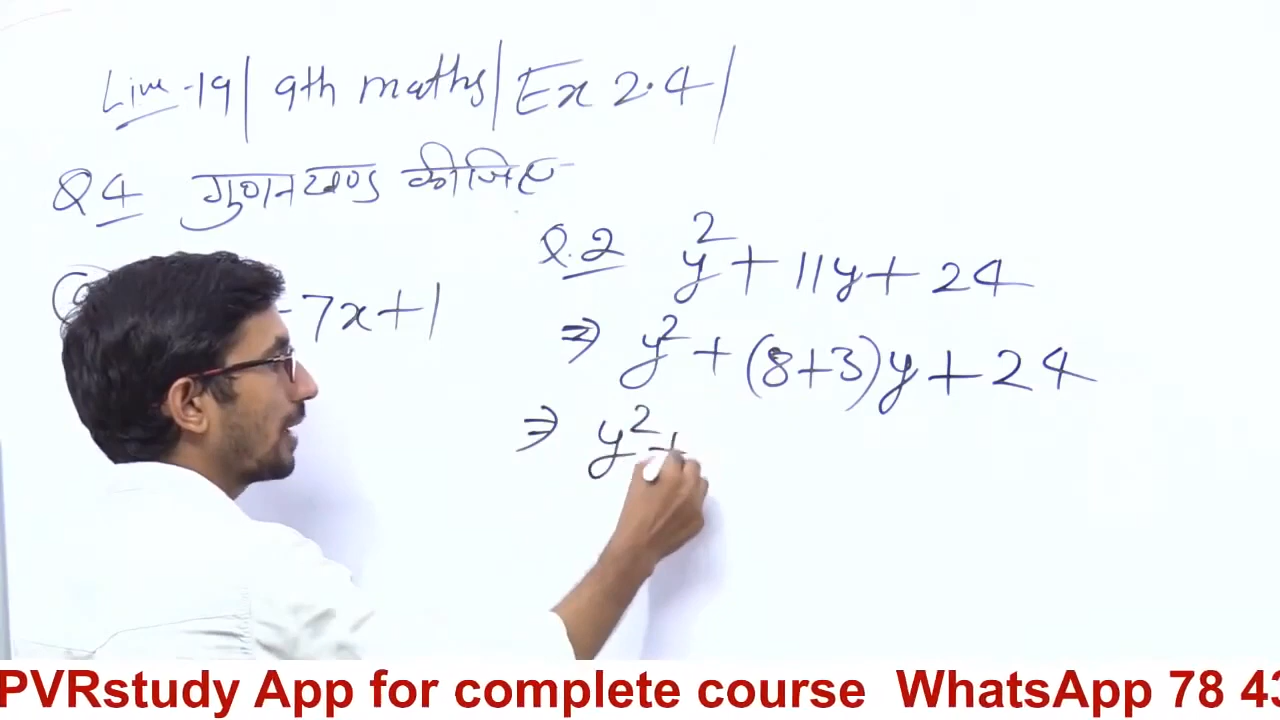 Live-19| 9th maths| Ex 2.4|
Q4 गुणनखण्ड कीजिए-
-7x+1
Q.2 y²+11y+24
⇒ y²+(8+3)y+24
⇒ y²+
PVRstudy App for complete course WhatsApp 78 43